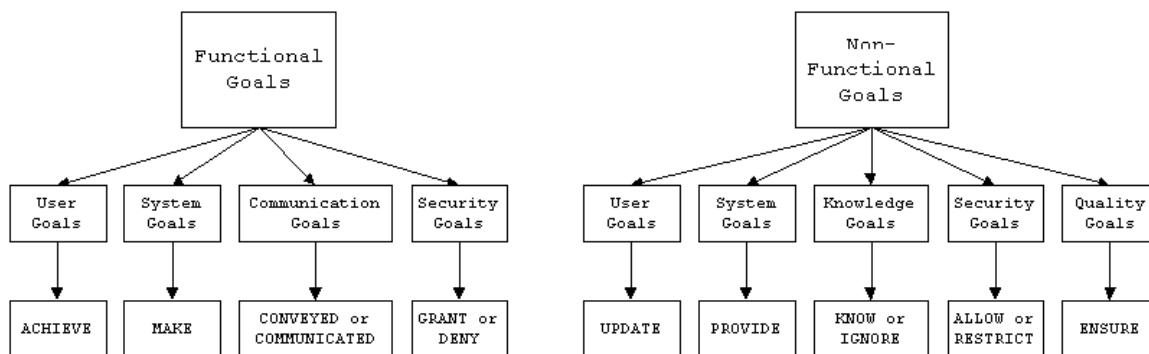 Functional
Goals
Non-
Functional
Goals
User
Goals
System
Goals
Communication
Goals
Security
Goals
User
Goals
System
Goals
Knowledge
Goals
Security
Goals
Quality
Goals
ACHIEVE
MAKE
CONVEYED or
COMMUNICATED
GRANT or
DENY
UPDATE
PROVIDE
KNOW or
IGNORE
ALLOW or
RESTRICT
ENSURE